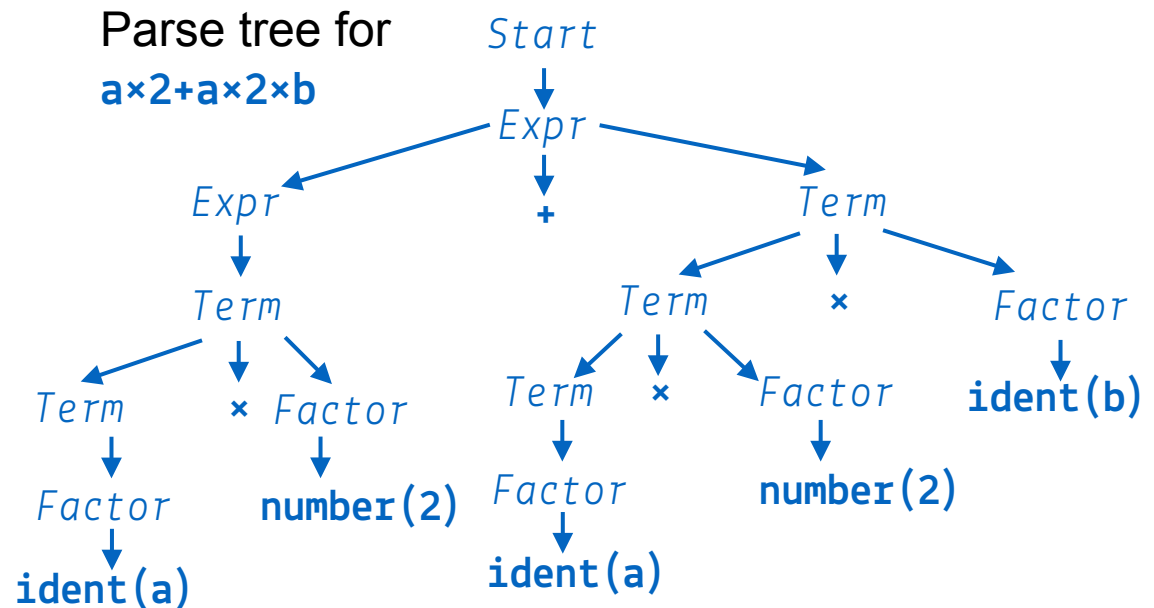 Parse tree for
a×2+a×2×b
Start
Expr
Expr + Term
Term Term × Factor
Term × Factor Term × Factor ident(b)
Factor number(2) Factor number(2)
ident(a) ident(a)